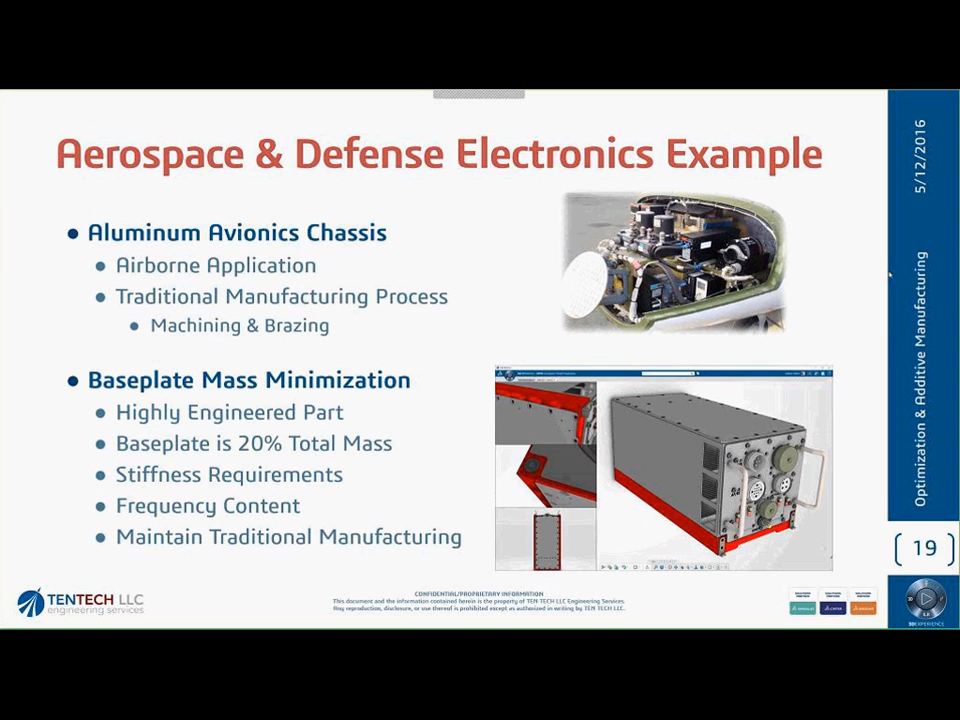 Aerospace & Defense Electronics Example
● Aluminum Avionics Chassis
● Airborne Application
● Traditional Manufacturing Process
● Machining & Brazing
● Baseplate Mass Minimization
● Highly Engineered Part
● Baseplate is 20% Total Mass
● Stiffness Requirements
● Frequency Content
● Maintain Traditional Manufacturing
5/12/2016
Optimization & Additive Manufacturing
19
TENTECH LLC
engineering services
CONFIDENTIAL/PROPRIETARY INFORMATION
This document and the information contained herein is the property of TEN TECH LLC Engineering Services.
Any reproduction, disclosure, or use thereof is prohibited except as authorized in writing by TEN TECH LLC.
3DEXPERIENCE